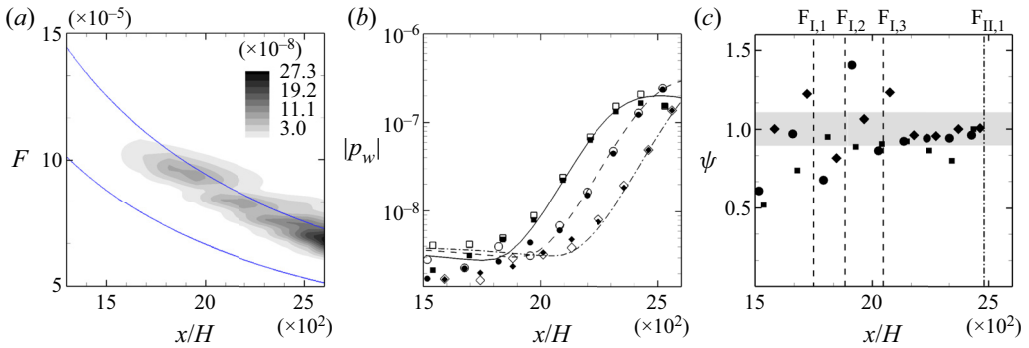 (a)
(×10⁻⁵)
15
F
10
5
(×10⁻⁸)
27.3
19.2
11.1
3.0
15 20 25
x/H
(×10²)
(b)
10⁻⁶
10⁻⁷
|p_w|
10⁻⁸
15 20 25
x/H
(×10²)
(c)
F_I,1 F_I,2 F_I,3 F_II,1
1.5
1.0
ψ
0.5
15 20 25
x/H
(×10²)